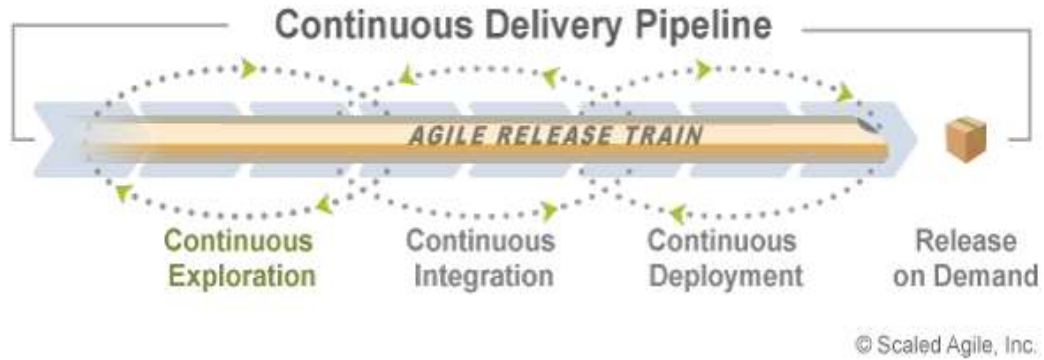 Continuous Delivery Pipeline
AGILE RELEASE TRAIN
Continuous
Exploration
Continuous
Integration
Continuous
Deployment
Release
on Demand
© Scaled Agile, Inc.